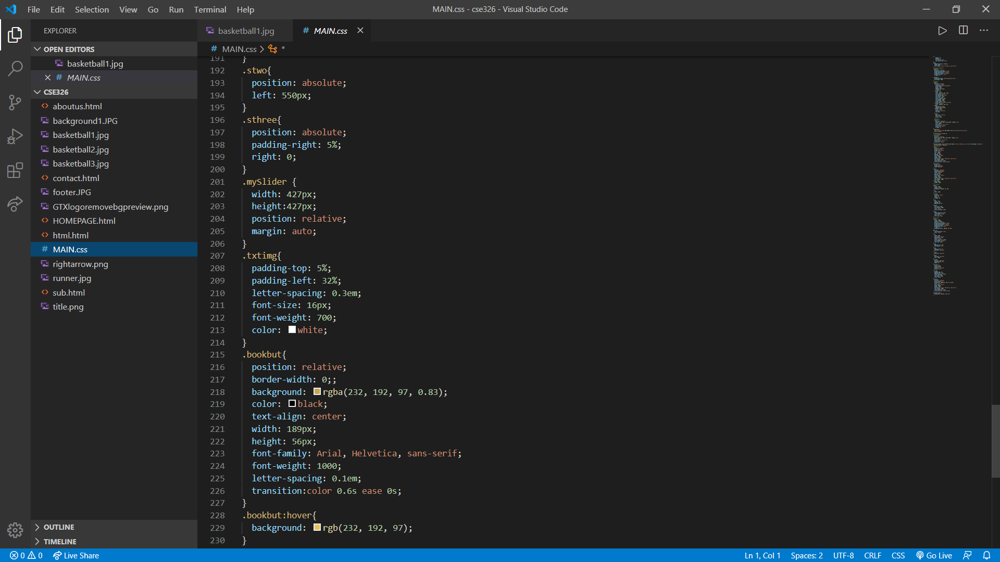 File Edit Selection View Go Run Terminal Help
MAIN.css - cse326 - Visual Studio Code
EXPLORER
OPEN EDITORS
basketball1.jpg
# MAIN.css
CSE326
aboutus.html
background1.JPG
basketball1.jpg
basketball2.jpg
basketball3.jpg
contact.html
footer.JPG
GTXlogoremovebgpreview.png
HOMEPAGE.html
html.html
# MAIN.css
rightarrow.png
runner.jpg
sub.html
title.png
OUTLINE
TIMELINE
basketball1.jpg
# MAIN.css
# MAIN.css > *
191 }
192 .stwo{
193 position: absolute;
194 left: 550px;
195 }
196 .sthree{
197 position: absolute;
198 padding-right: 5%;
199 right: 0;
200 }
201 .mySlider {
202 width: 427px;
203 height:427px;
204 position: relative;
205 margin: auto;
206 }
207 .txtimg{
208 padding-top: 5%;
209 padding-left: 32%;
210 letter-spacing: 0.3em;
211 font-size: 16px;
212 font-weight: 700;
213 color: white;
214 }
215 .bookbut{
216 position: relative;
217 border-width: 0;;
218 background: rgba(232, 192, 97, 0.83);
219 color: black;
220 text-align: center;
221 width: 189px;
222 height: 56px;
223 font-family: Arial, Helvetica, sans-serif;
224 font-weight: 1000;
225 letter-spacing: 0.1em;
226 transition:color 0.6s ease 0s;
227 }
228 .bookbut:hover{
229 background: rgb(232, 192, 97);
230 }
0 0 Live Share
Ln 1, Col 1 Spaces: 2 UTF-8 CRLF CSS Go Live